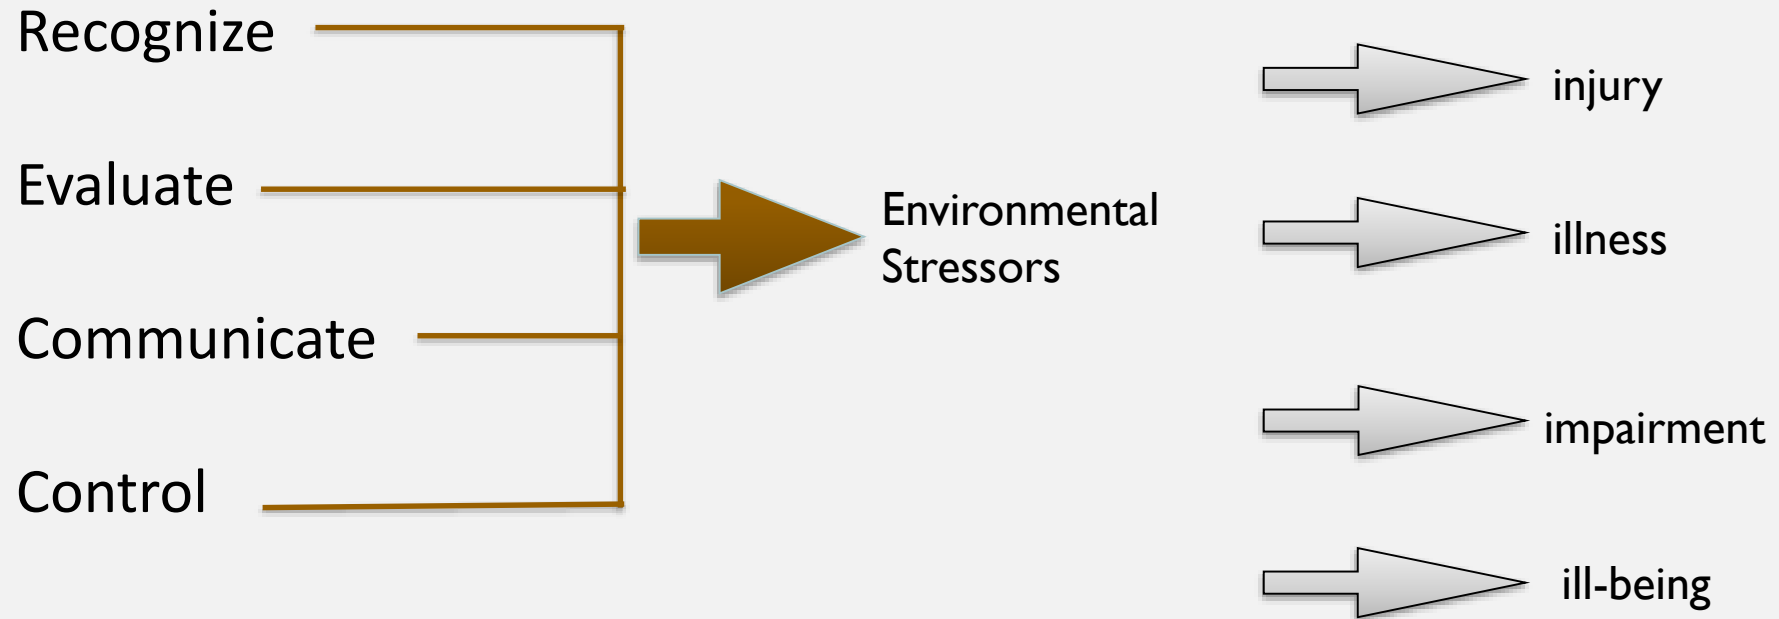 Recognize
Evaluate
Communicate
Control
Environmental
Stressors
injury
illness
impairment
ill-being